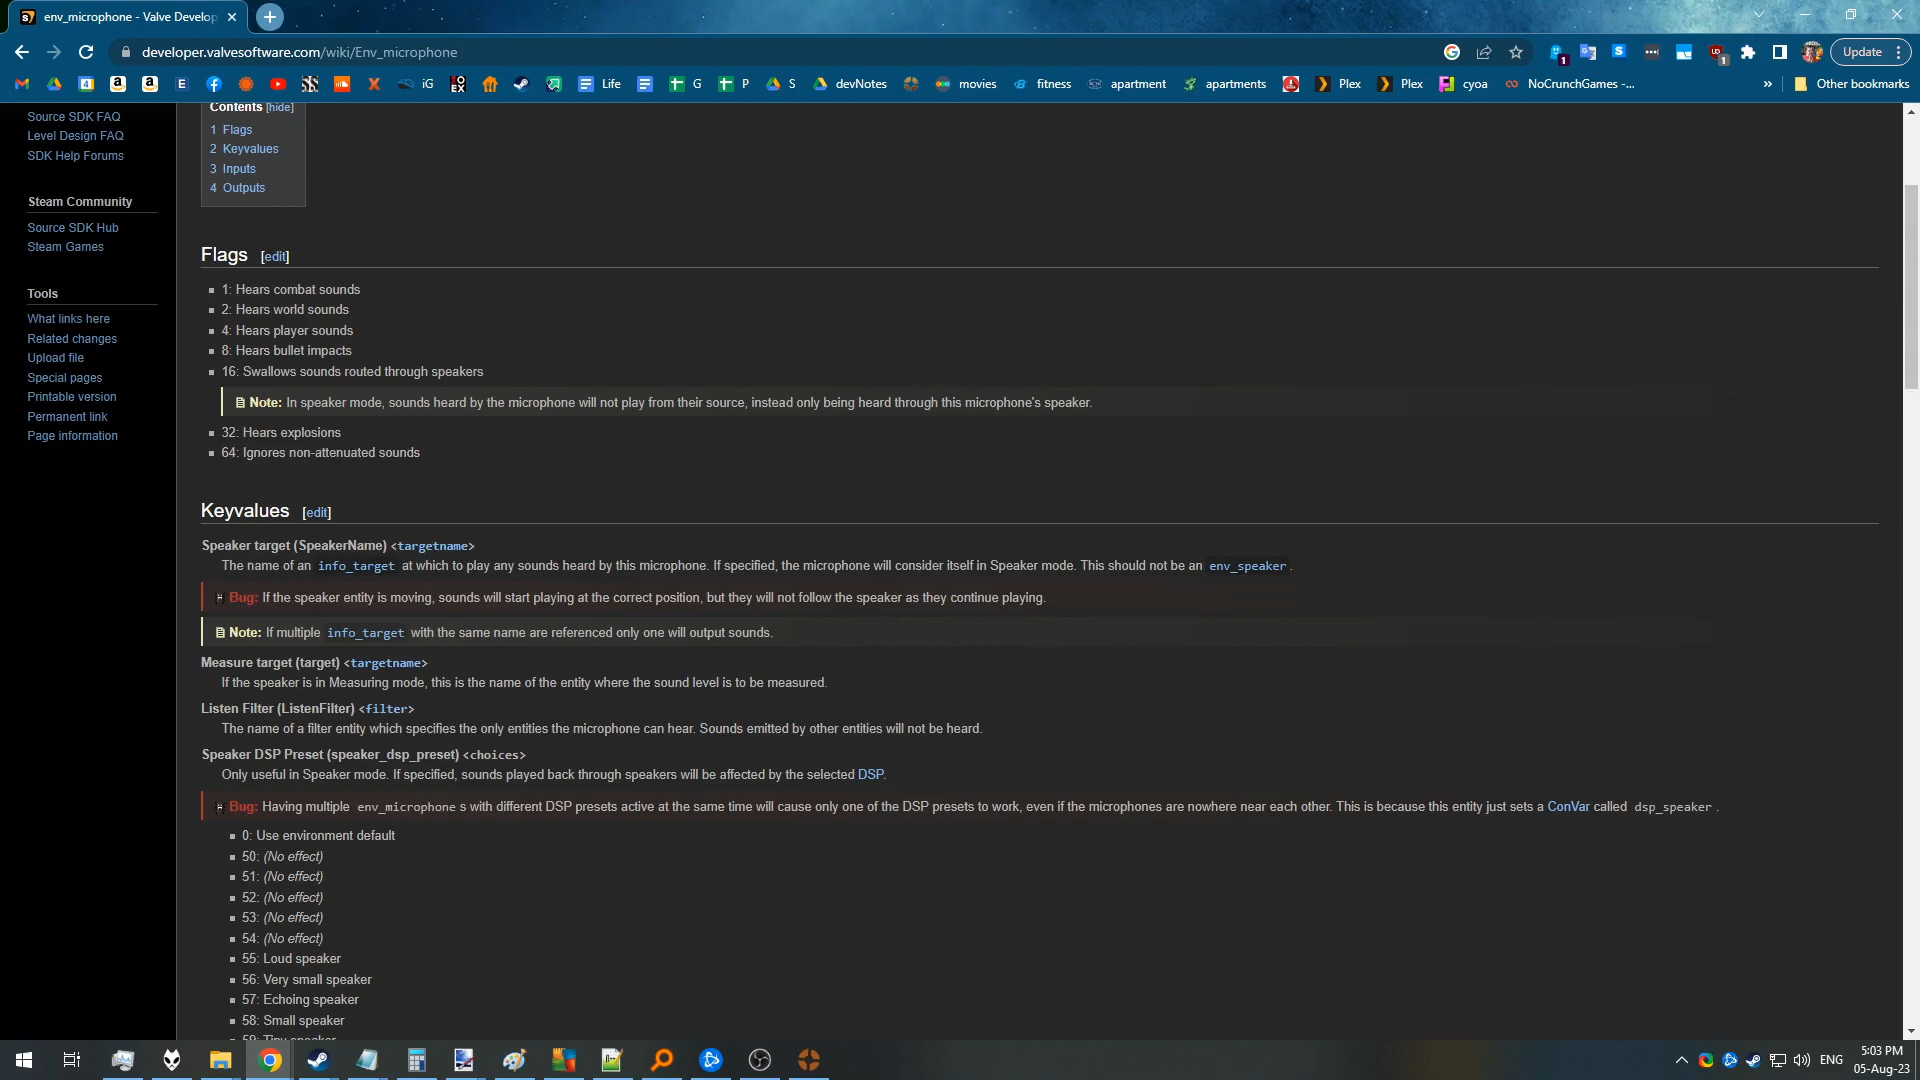 env_microphone - Valve Develop
developer.valvesoftware.com/wiki/Env_microphone
1
1
Update
4
E
iG
Life
G
P
S
devNotes
movies
fitness
apartment
apartments
Plex
Plex
cyoa
NoCrunchGames -...
»
Other bookmarks
Source SDK FAQ
Level Design FAQ
SDK Help Forums
Steam Community
Source SDK Hub
Steam Games
Tools
What links here
Related changes
Upload file
Special pages
Printable version
Permanent link
Page information
Contents [hide]
1 Flags
2 Keyvalues
3 Inputs
4 Outputs
Flags [edit]
1: Hears combat sounds
2: Hears world sounds
4: Hears player sounds
8: Hears bullet impacts
16: Swallows sounds routed through speakers
Note: In speaker mode, sounds heard by the microphone will not play from their source, instead only being heard through this microphone's speaker.
32: Hears explosions
64: Ignores non-attenuated sounds
Keyvalues [edit]
Speaker target (SpeakerName) <targetname>
The name of an info_target at which to play any sounds heard by this microphone. If specified, the microphone will consider itself in Speaker mode. This should not be an env_speaker.
Bug: If the speaker entity is moving, sounds will start playing at the correct position, but they will not follow the speaker as they continue playing.
Note: If multiple info_target with the same name are referenced only one will output sounds.
Measure target (target) <targetname>
If the speaker is in Measuring mode, this is the name of the entity where the sound level is to be measured.
Listen Filter (ListenFilter) <filter>
The name of a filter entity which specifies the only entities the microphone can hear. Sounds emitted by other entities will not be heard.
Speaker DSP Preset (speaker_dsp_preset) <choices>
Only useful in Speaker mode. If specified, sounds played back through speakers will be affected by the selected DSP.
Bug: Having multiple env_microphone s with different DSP presets active at the same time will cause only one of the DSP presets to work, even if the microphones are nowhere near each other. This is because this entity just sets a ConVar called dsp_speaker .
0: Use environment default
50: (No effect)
51: (No effect)
52: (No effect)
53: (No effect)
54: (No effect)
55: Loud speaker
56: Very small speaker
57: Echoing speaker
58: Small speaker
59: Tiny speaker
ENG
5:03 PM
05-Aug-23